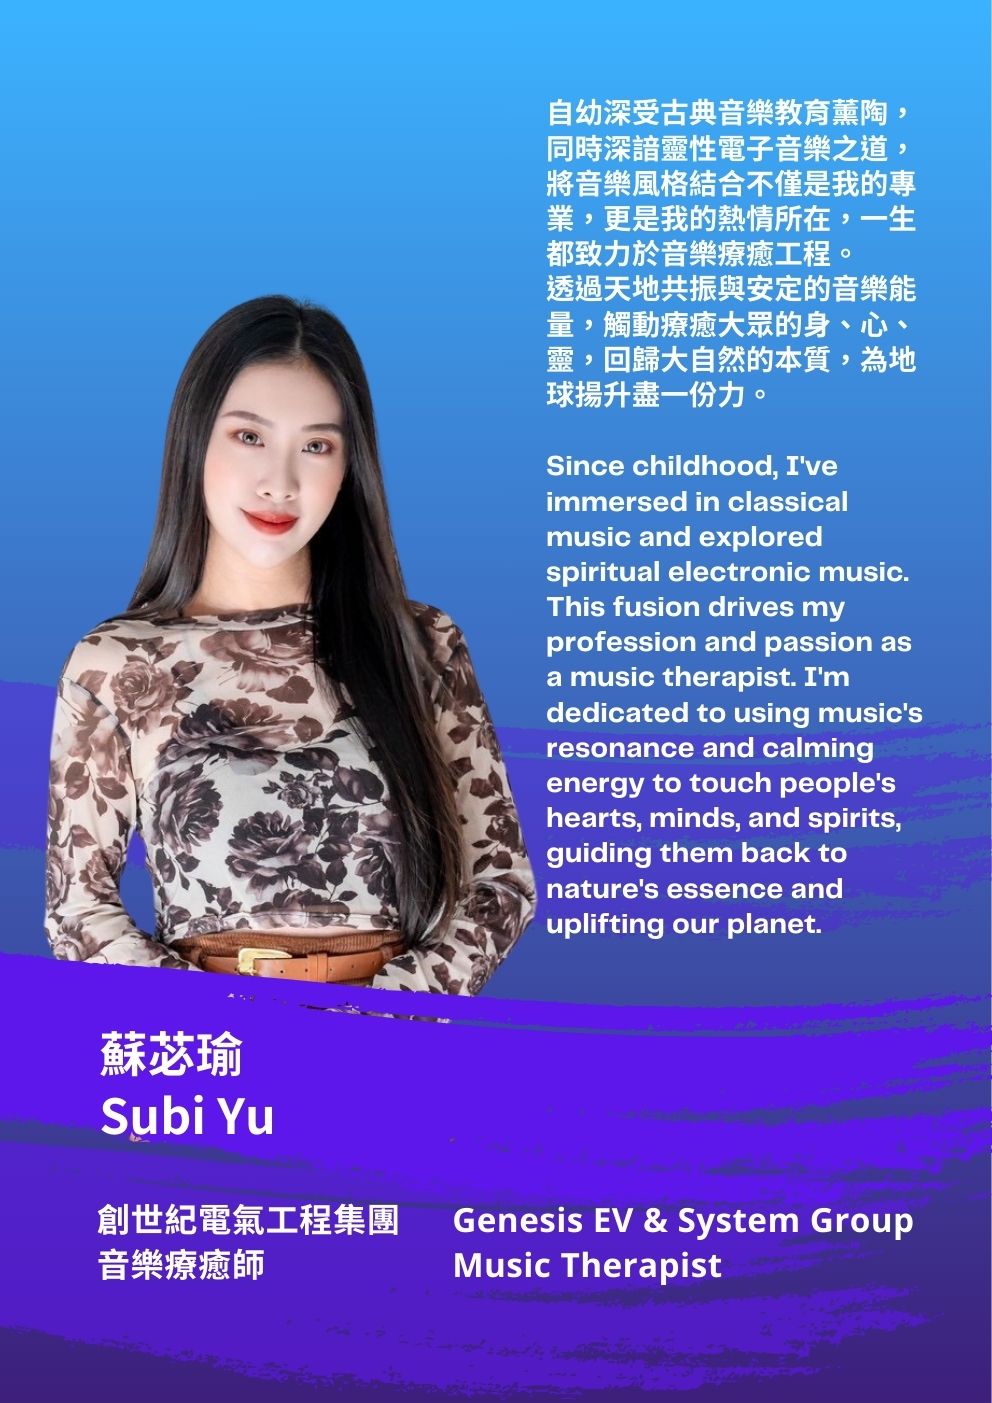 自幼深受古典音樂教育薰陶，
同時深諳靈性電子音樂之道，
將音樂風格結合不僅是我的專
業，更是我的熱情所在，一生
都致力於音樂療癒工程。
透過天地共振與安定的音樂能
量，觸動療癒大眾的身、心、
靈，回歸大自然的本質，為地
球揚升盡一份力。
Since childhood, I've
immersed in classical
music and explored
spiritual electronic music.
This fusion drives my
profession and passion as
a music therapist. I'm
dedicated to using music's
resonance and calming
energy to touch people's
hearts, minds, and spirits,
guiding them back to
nature's essence and
uplifting our planet.
蘇苾瑜
Subi Yu
創世紀電氣工程集團
音樂療癒師
Genesis EV & System Group
Music Therapist